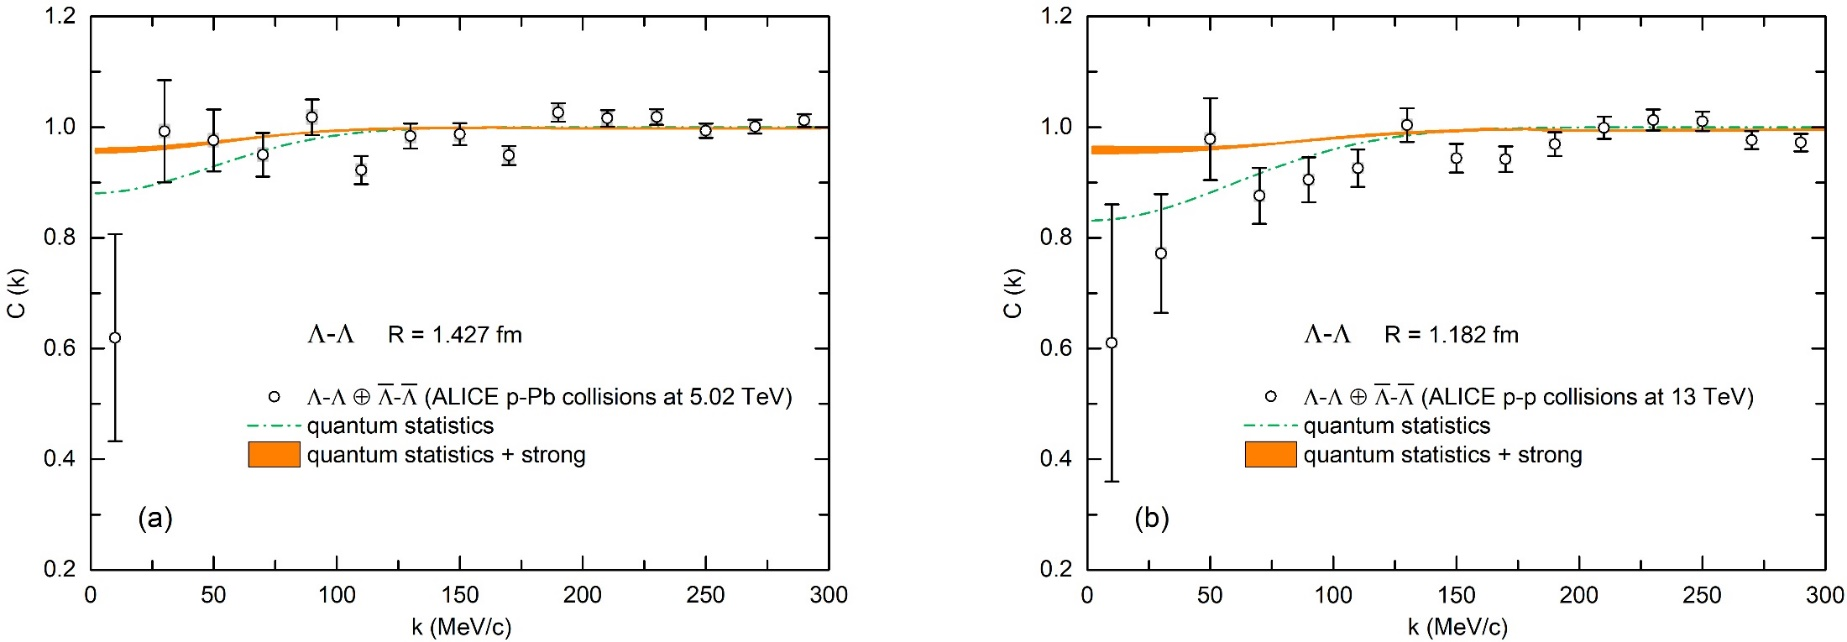 1.2
1.0
0.8
0.6
0.4
0.2
C (k)
Λ-Λ R = 1.427 fm
Λ-Λ ⊕ Λ̅-Λ̅ (ALICE p-Pb collisions at 5.02 TeV)
quantum statistics
quantum statistics + strong
(a)
0 50 100 150 200 250 300
k (MeV/c)
1.2
1.0
0.8
0.6
0.4
0.2
C (k)
Λ-Λ R = 1.182 fm
Λ-Λ ⊕ Λ̅-Λ̅ (ALICE p-p collisions at 13 TeV)
quantum statistics
quantum statistics + strong
(b)
0 50 100 150 200 250 300
k (MeV/c)